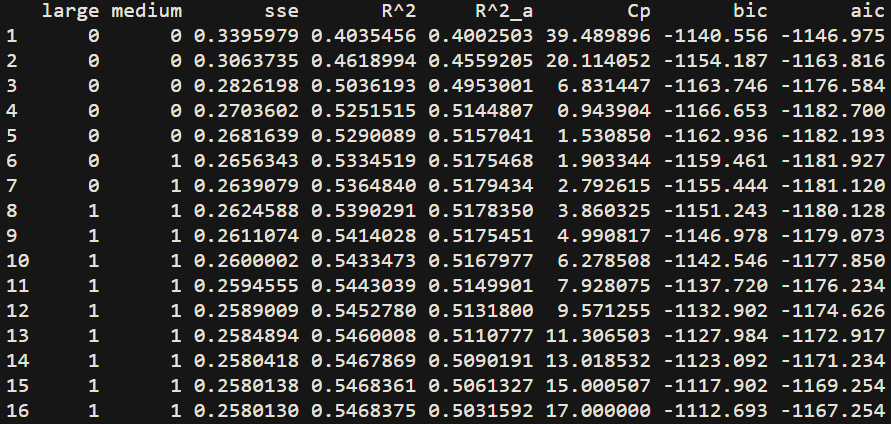 large medium sse R^2 R^2_a Cp bic aic
1 0 0 0.3395979 0.4035456 0.4002503 39.489896 -1140.556 -1146.975
2 0 0 0.3063735 0.4618994 0.4559205 20.114052 -1154.187 -1163.816
3 0 0 0.2826198 0.5036193 0.4953001 6.831447 -1163.746 -1176.584
4 0 0 0.2703602 0.5251515 0.5144807 0.943904 -1166.653 -1182.700
5 0 0 0.2681639 0.5290089 0.5157041 1.530850 -1162.936 -1182.193
6 0 1 0.2656343 0.5334519 0.5175468 1.903344 -1159.461 -1181.927
7 0 1 0.2639079 0.5364840 0.5179434 2.792615 -1155.444 -1181.120
8 1 1 0.2624588 0.5390291 0.5178350 3.860325 -1151.243 -1180.128
9 1 1 0.2611074 0.5414028 0.5175451 4.990817 -1146.978 -1179.073
10 1 1 0.2600002 0.5433473 0.5167977 6.278508 -1142.546 -1177.850
11 1 1 0.2594555 0.5443039 0.5149901 7.928075 -1137.720 -1176.234
12 1 1 0.2589009 0.5452780 0.5131800 9.571255 -1132.902 -1174.626
13 1 1 0.2584894 0.5460008 0.5110777 11.306503 -1127.984 -1172.917
14 1 1 0.2580418 0.5467869 0.5090191 13.018532 -1123.092 -1171.234
15 1 1 0.2580138 0.5468361 0.5061327 15.000507 -1117.902 -1169.254
16 1 1 0.2580130 0.5468375 0.5031592 17.000000 -1112.693 -1167.254